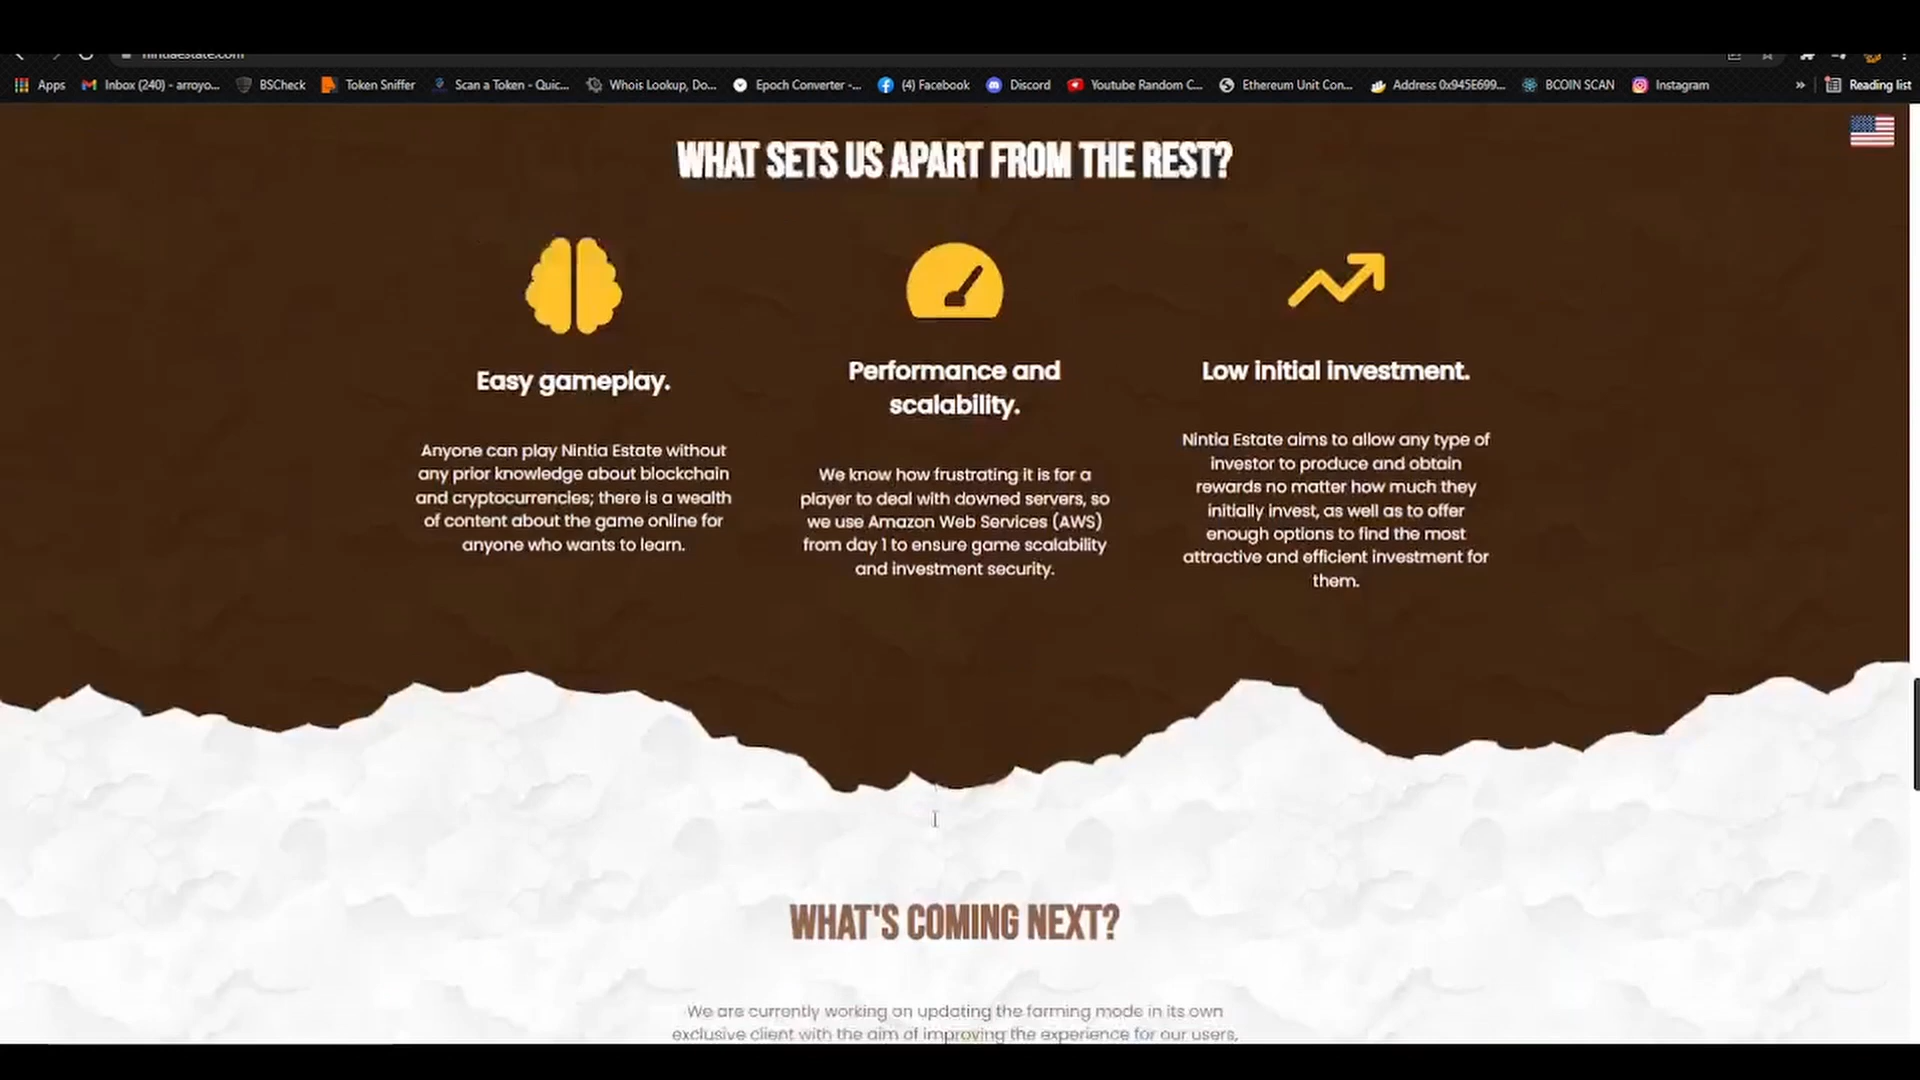 nintiaestate.com
Apps Inbox (240) - arroyo... BSCheck Token Sniffer Scan a Token - Quic... Whois Lookup, Do... Epoch Converter -... (4) Facebook Discord Youtube Random C... Ethereum Unit Con... Address 0x945E699... BCOIN SCAN Instagram » Reading list
WHAT SETS US APART FROM THE REST?
Easy gameplay.
Anyone can play Nintia Estate without
any prior knowledge about blockchain
and cryptocurrencies; there is a wealth
of content about the game online for
anyone who wants to learn.
Performance and
scalability.
We know how frustrating it is for a
player to deal with downed servers, so
we use Amazon Web Services (AWS)
from day 1 to ensure game scalability
and investment security.
Low initial investment.
Nintia Estate aims to allow any type of
investor to produce and obtain
rewards no matter how much they
initially invest, as well as to offer
enough options to find the most
attractive and efficient investment for
them.
WHAT'S COMING NEXT?
We are currently working on updating the farming mode in its own
exclusive client with the aim of improving the experience for our users,